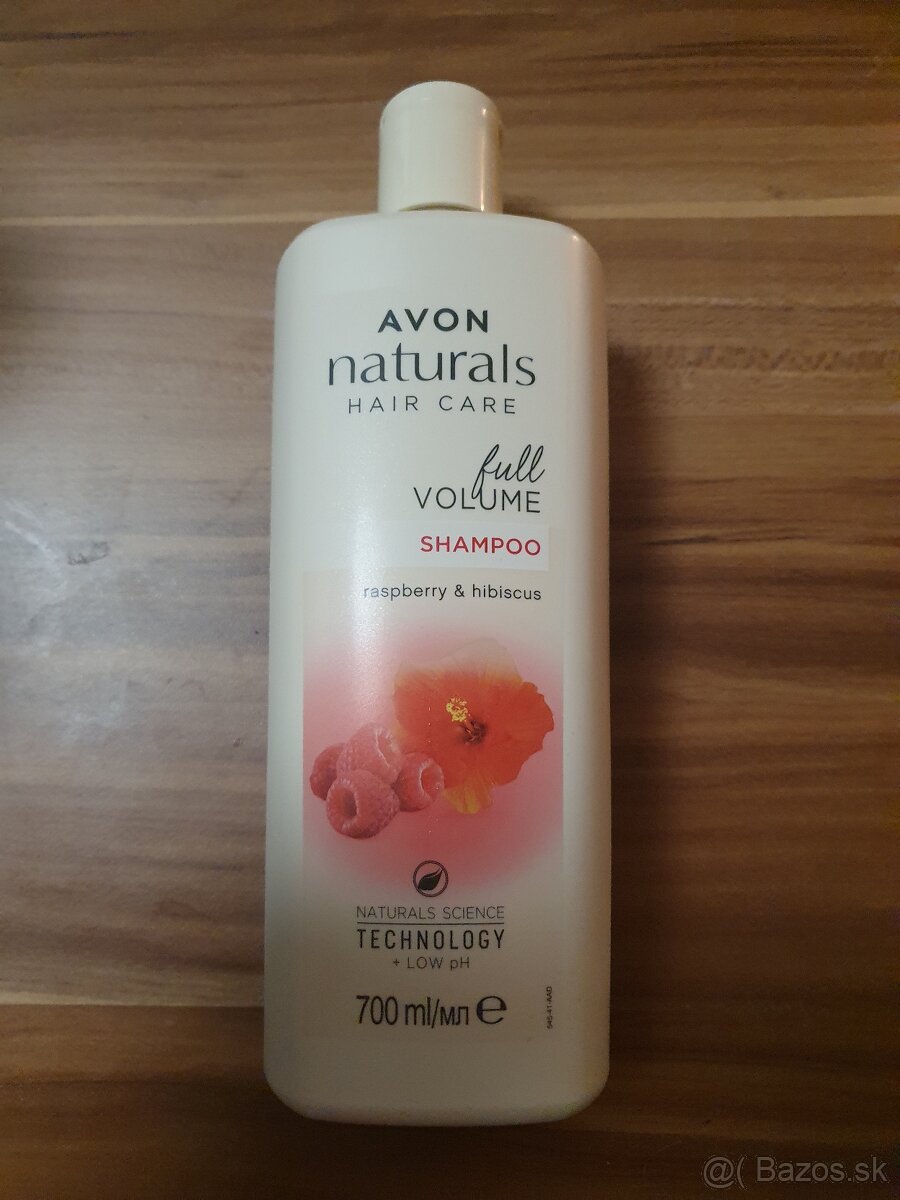 AVON
naturals
HAIR CARE
full
VOLUME
SHAMPOO
raspberry & hibiscus
NATURALS SCIENCE
TECHNOLOGY
+ LOW pH
700 ml/мл ℮
@( Bazos.sk